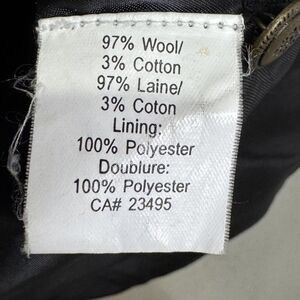 97% Wool/
3% Cotton
97% Laine/
3% Coton
Lining:
100% Polyester
Doublure:
100% Polyester
CA# 23495